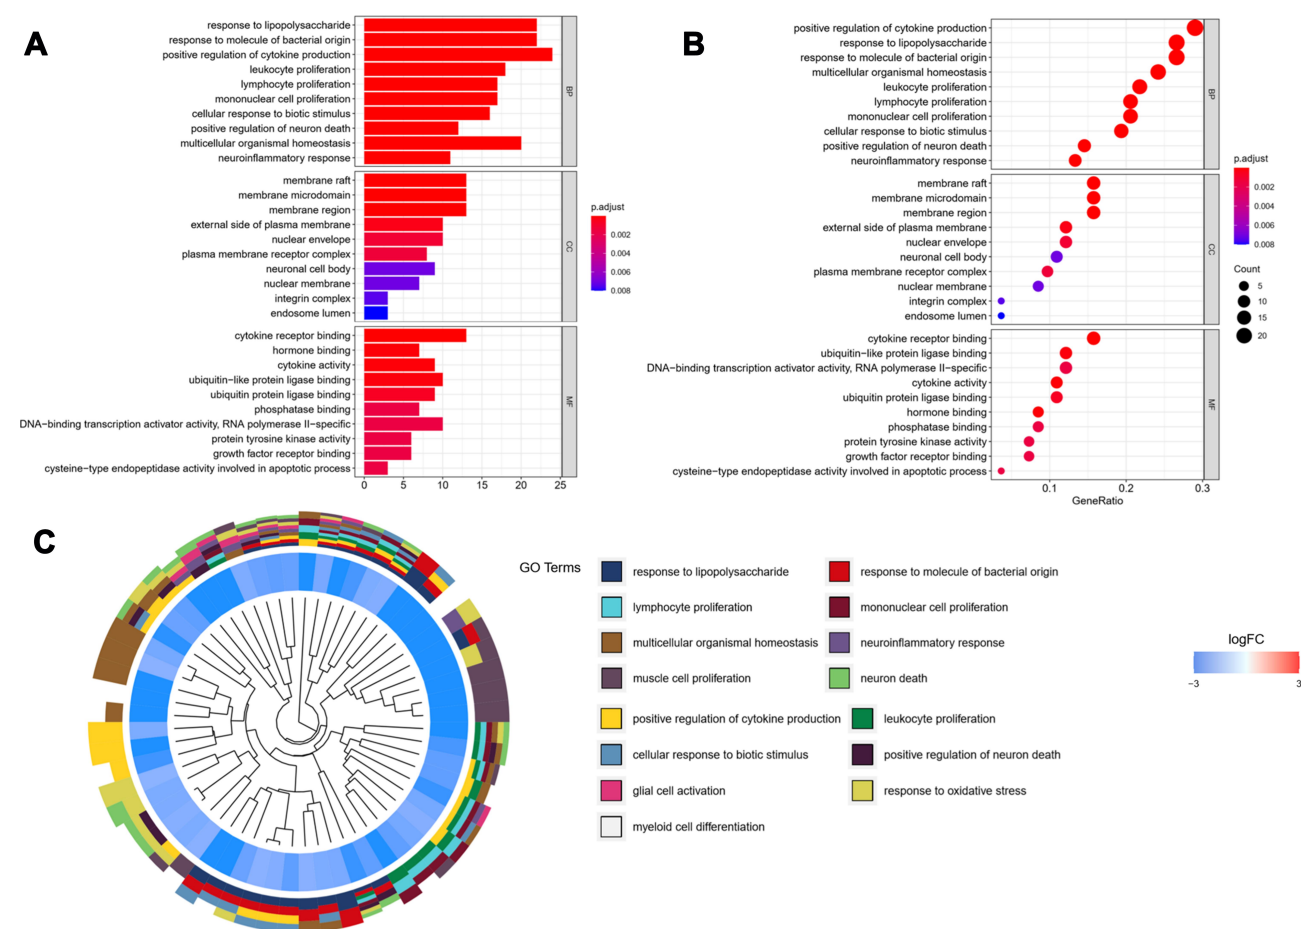 A
response to lipopolysaccharide
response to molecule of bacterial origin
positive regulation of cytokine production
leukocyte proliferation
lymphocyte proliferation
mononuclear cell proliferation
cellular response to biotic stimulus
positive regulation of neuron death
multicellular organismal homeostasis
neuroinflammatory response
BP
membrane raft
membrane microdomain
membrane region
external side of plasma membrane
nuclear envelope
plasma membrane receptor complex
neuronal cell body
nuclear membrane
integrin complex
endosome lumen
CC
cytokine receptor binding
hormone binding
cytokine activity
ubiquitin−like protein ligase binding
ubiquitin protein ligase binding
phosphatase binding
DNA−binding transcription activator activity, RNA polymerase II−specific
protein tyrosine kinase activity
growth factor receptor binding
cysteine−type endopeptidase activity involved in apoptotic process
MF
0 5 10 15 20 25
p.adjust
0.002
0.004
0.006
0.008
B
positive regulation of cytokine production
response to lipopolysaccharide
response to molecule of bacterial origin
multicellular organismal homeostasis
leukocyte proliferation
lymphocyte proliferation
mononuclear cell proliferation
cellular response to biotic stimulus
positive regulation of neuron death
neuroinflammatory response
BP
membrane raft
membrane microdomain
membrane region
external side of plasma membrane
nuclear envelope
neuronal cell body
plasma membrane receptor complex
nuclear membrane
integrin complex
endosome lumen
CC
cytokine receptor binding
ubiquitin−like protein ligase binding
DNA−binding transcription activator activity, RNA polymerase II−specific
cytokine activity
ubiquitin protein ligase binding
hormone binding
phosphatase binding
protein tyrosine kinase activity
growth factor receptor binding
cysteine−type endopeptidase activity involved in apoptotic process
MF
0.1 0.2 0.3
GeneRatio
p.adjust
0.002
0.004
0.006
0.008
Count
5
10
15
20
C
GO Terms
response to lipopolysaccharide
response to molecule of bacterial origin
lymphocyte proliferation
mononuclear cell proliferation
multicellular organismal homeostasis
neuroinflammatory response
muscle cell proliferation
neuron death
positive regulation of cytokine production
leukocyte proliferation
cellular response to biotic stimulus
positive regulation of neuron death
glial cell activation
response to oxidative stress
myeloid cell differentiation
logFC
−3 3